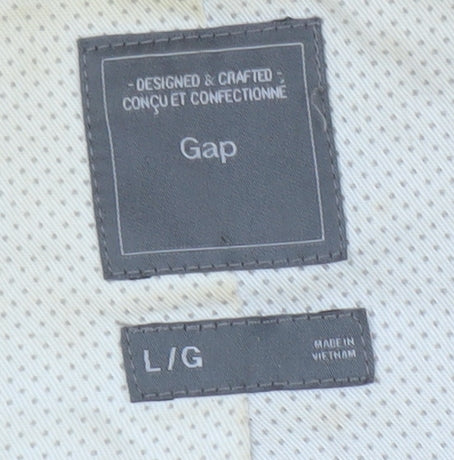 - DESIGNED & CRAFTED -
CONÇU ET CONFECTIONNÉ
Gap
L/G
MADE IN
VIETNAM